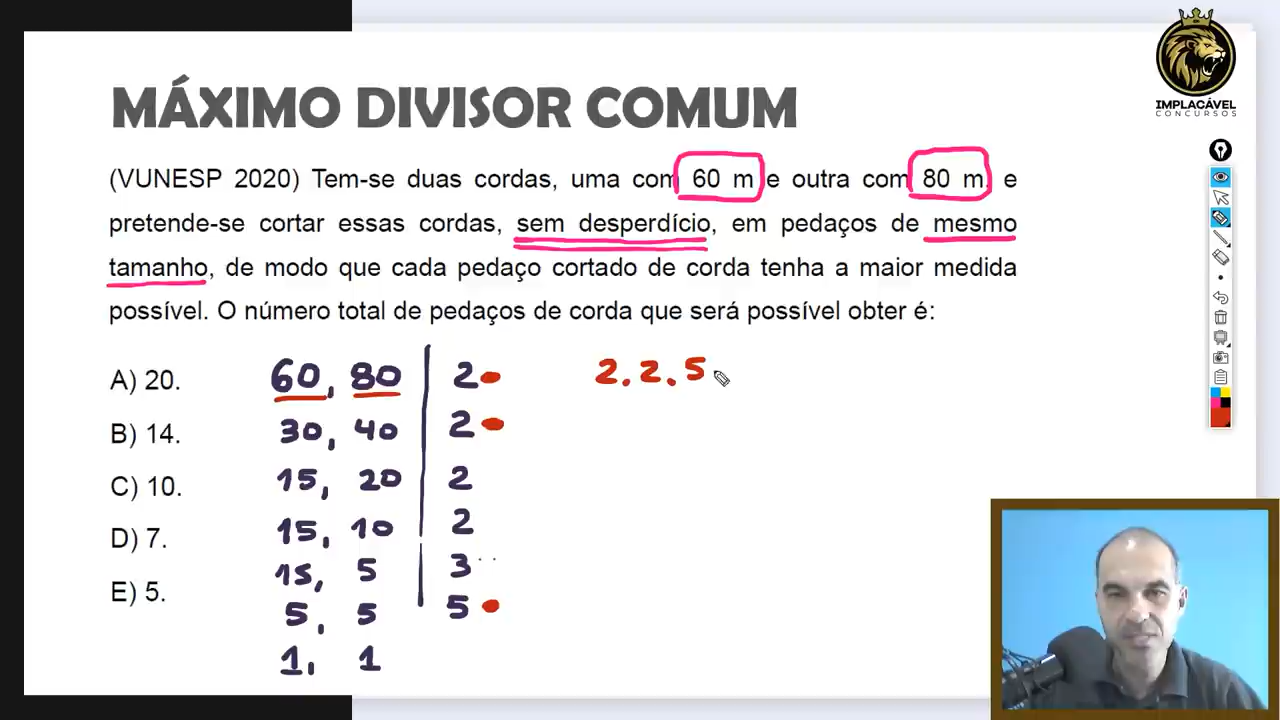 IMPLACÁVEL
CONCURSOS
MÁXIMO DIVISOR COMUM
(VUNESP 2020) Tem-se duas cordas, uma com 60 m e outra com 80 m, e
pretende-se cortar essas cordas, sem desperdício, em pedaços de mesmo
tamanho, de modo que cada pedaço cortado de corda tenha a maior medida
possível. O número total de pedaços de corda que será possível obter é:
A) 20.
B) 14.
C) 10.
D) 7.
E) 5.
60, 80 | 2
30, 40 | 2
15, 20 | 2
15, 10 | 2
15, 5 | 3
5, 5 | 5
1, 1
2.2.5